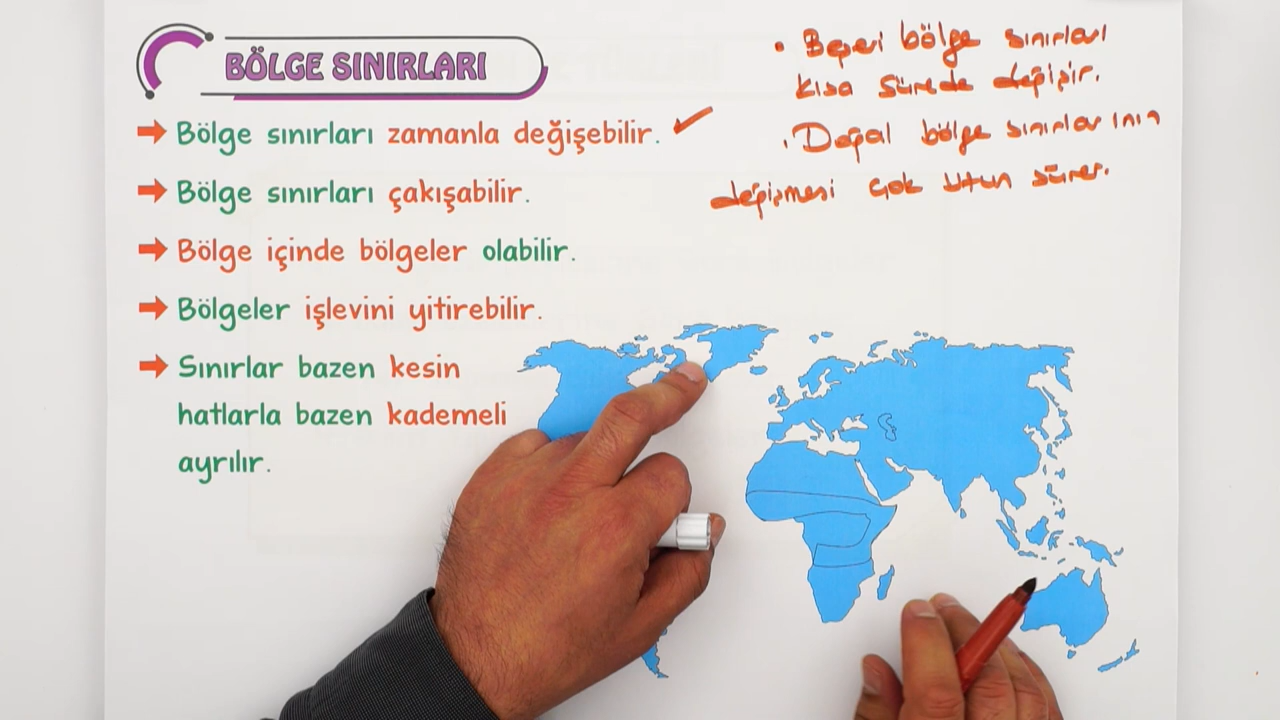 BÖLGE SINIRLARI
Bölge sınırları zamanla değişebilir.
Bölge sınırları çakışabilir.
Bölge içinde bölgeler olabilir.
Bölgeler işlevini yitirebilir.
Sınırlar bazen kesin
hatlarla bazen kademeli
ayrılır.
• Beşeri bölge sınırları
kısa sürede değişir.
• Doğal bölge sınırlarının
değişmesi çok uzun sürer.